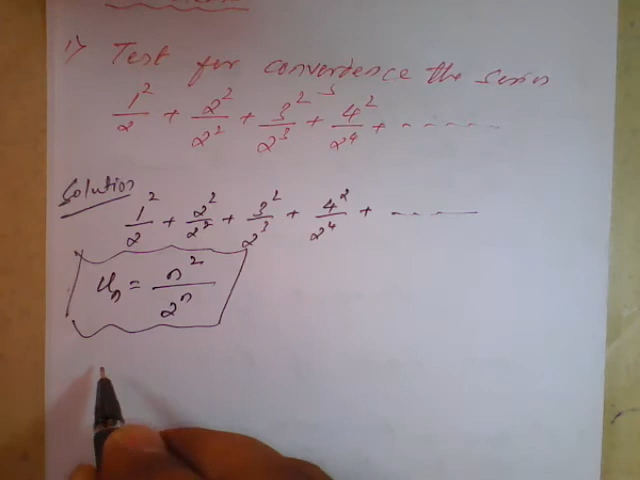 1) Test for convergence the series
1²/2 + 2²/2² + 3²/2³ + 4²/2⁴ + - - - - -
Solution
1²/2 + 2²/2² + 3²/2³ + 4²/2⁴ + - - - -
uₙ = n²/2ⁿ